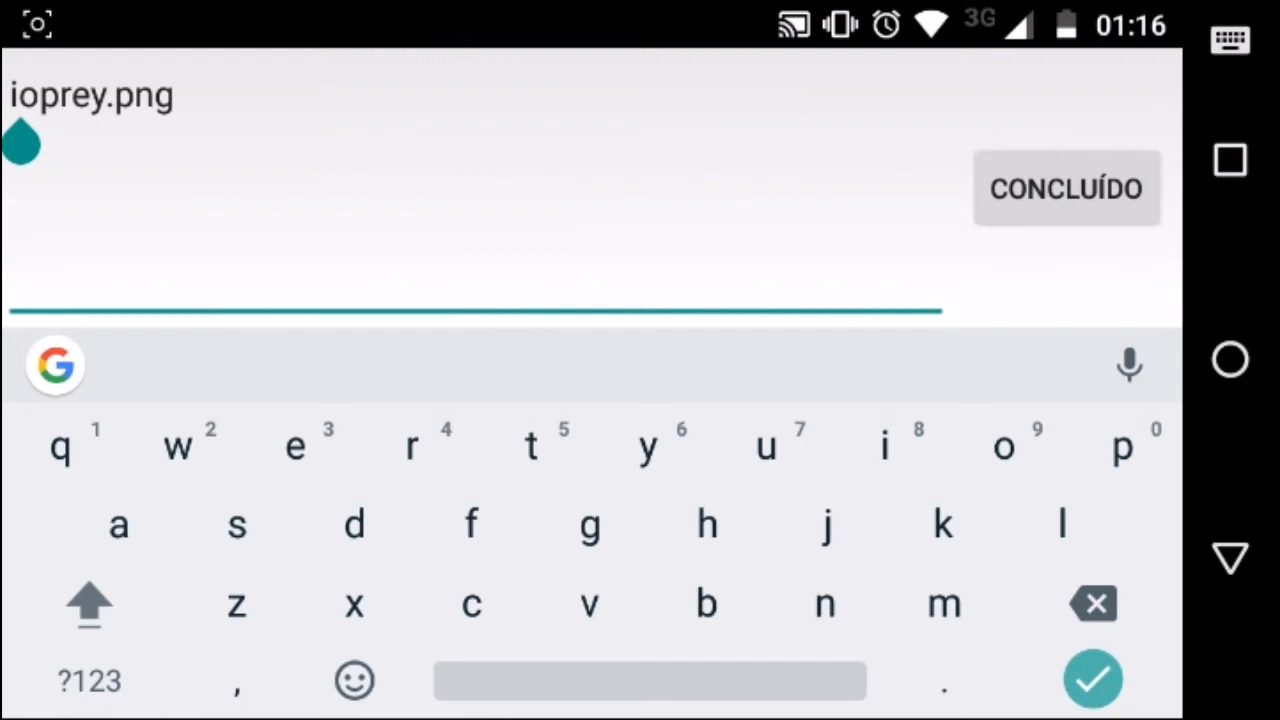 3G 01:16
ioprey.png
CONCLUÍDO
G
q 1 w 2 e 3 r 4 t 5 y 6 u 7 i 8 o 9 p 0
a s d f g h j k l
z x c v b n m
?123 , .